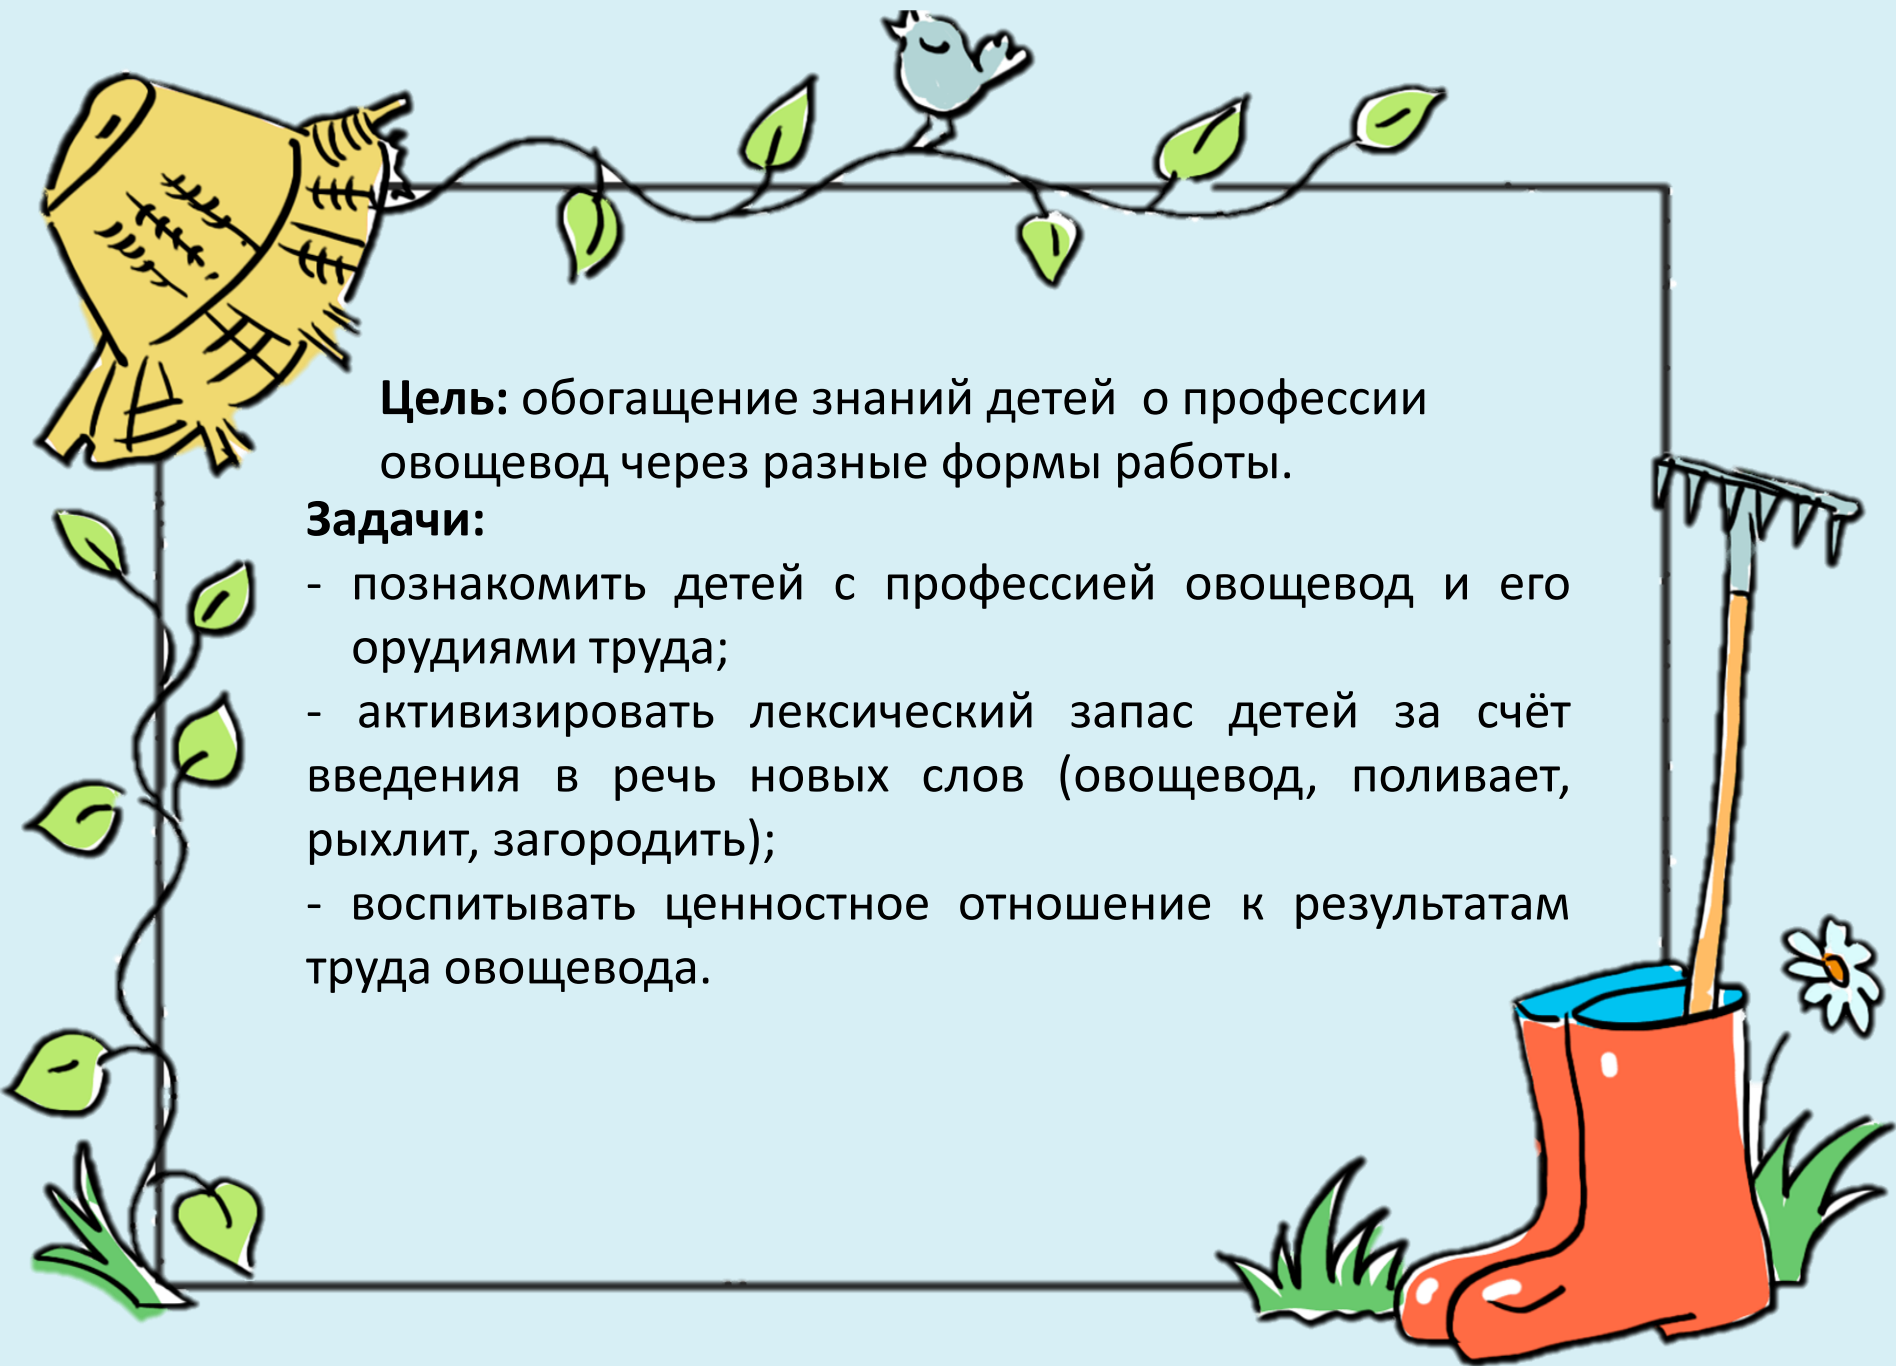 Цель: обогащение знаний детей о профессии
овощевод через разные формы работы.
Задачи:
- познакомить детей с профессией овощевод и его
орудиями труда;
- активизировать лексический запас детей за счёт
введения в речь новых слов (овощевод, поливает,
рыхлит, загородить);
- воспитывать ценностное отношение к результатам
труда овощевода.